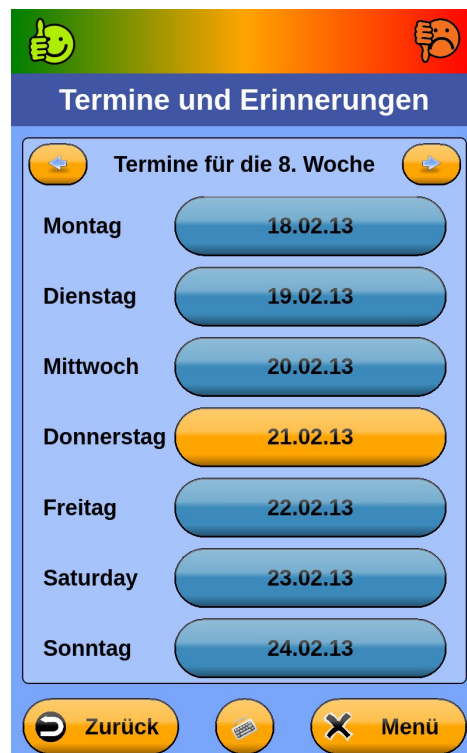 Termine und Erinnerungen
Termine für die 8. Woche
Montag 18.02.13
Dienstag 19.02.13
Mittwoch 20.02.13
Donnerstag 21.02.13
Freitag 22.02.13
Saturday 23.02.13
Sonntag 24.02.13
Zurück Menü